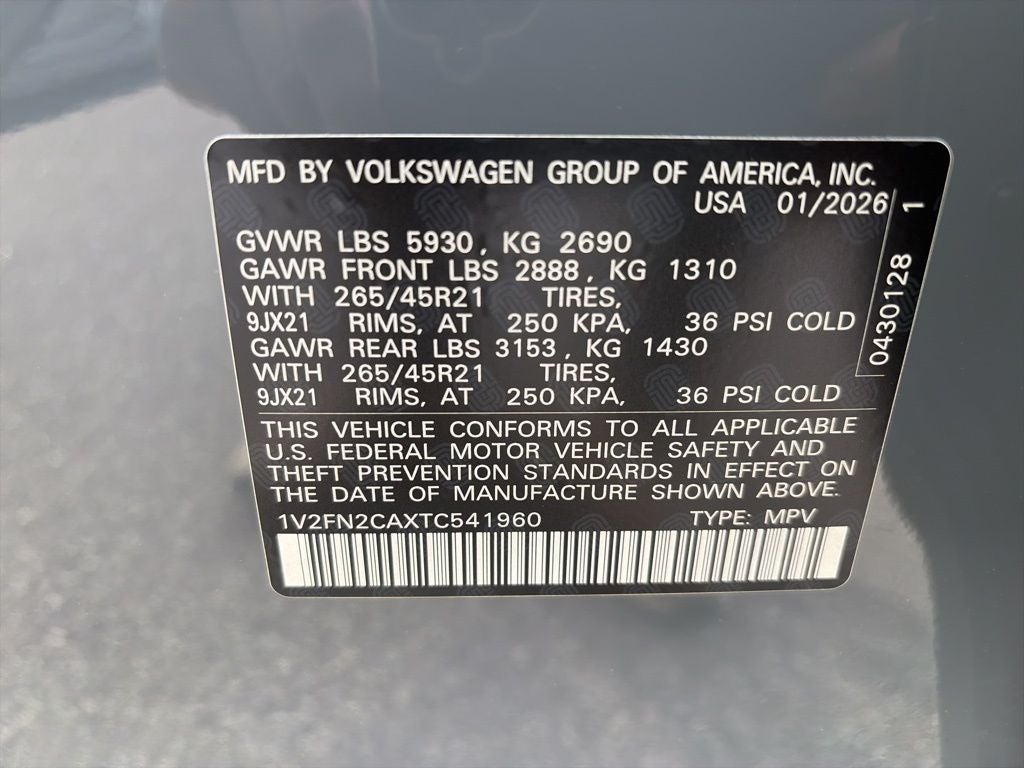 MFD BY VOLKSWAGEN GROUP OF AMERICA, INC.
USA 01/2026
GVWR LBS 5930, KG 2690
GAWR FRONT LBS 2888, KG 1310
WITH 265/45R21 TIRES,
9JX21 RIMS, AT 250 KPA, 36 PSI COLD
GAWR REAR LBS 3153, KG 1430
WITH 265/45R21 TIRES,
9JX21 RIMS, AT 250 KPA, 36 PSI COLD
THIS VEHICLE CONFORMS TO ALL APPLICABLE
U.S. FEDERAL MOTOR VEHICLE SAFETY AND
THEFT PREVENTION STANDARDS IN EFFECT ON
THE DATE OF MANUFACTURE SHOWN ABOVE.
1V2FN2CAXTC541960 TYPE: MPV
0430128 1